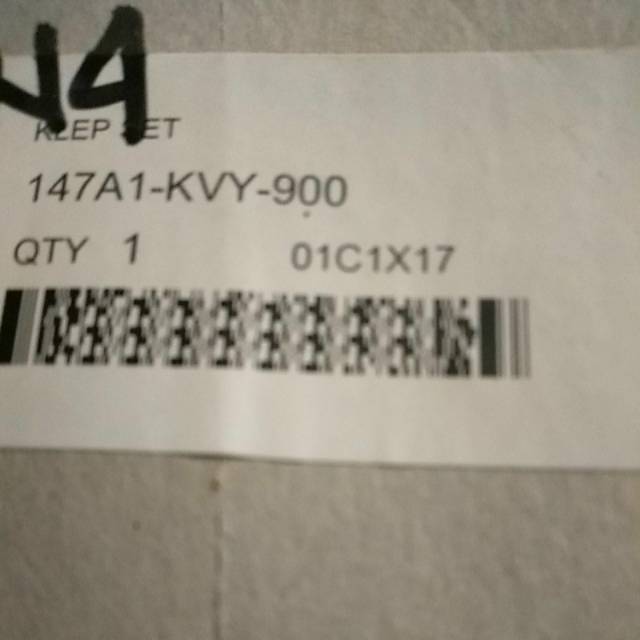 KLEP SET
147A1-KVY-900
QTY 1 01C1X17